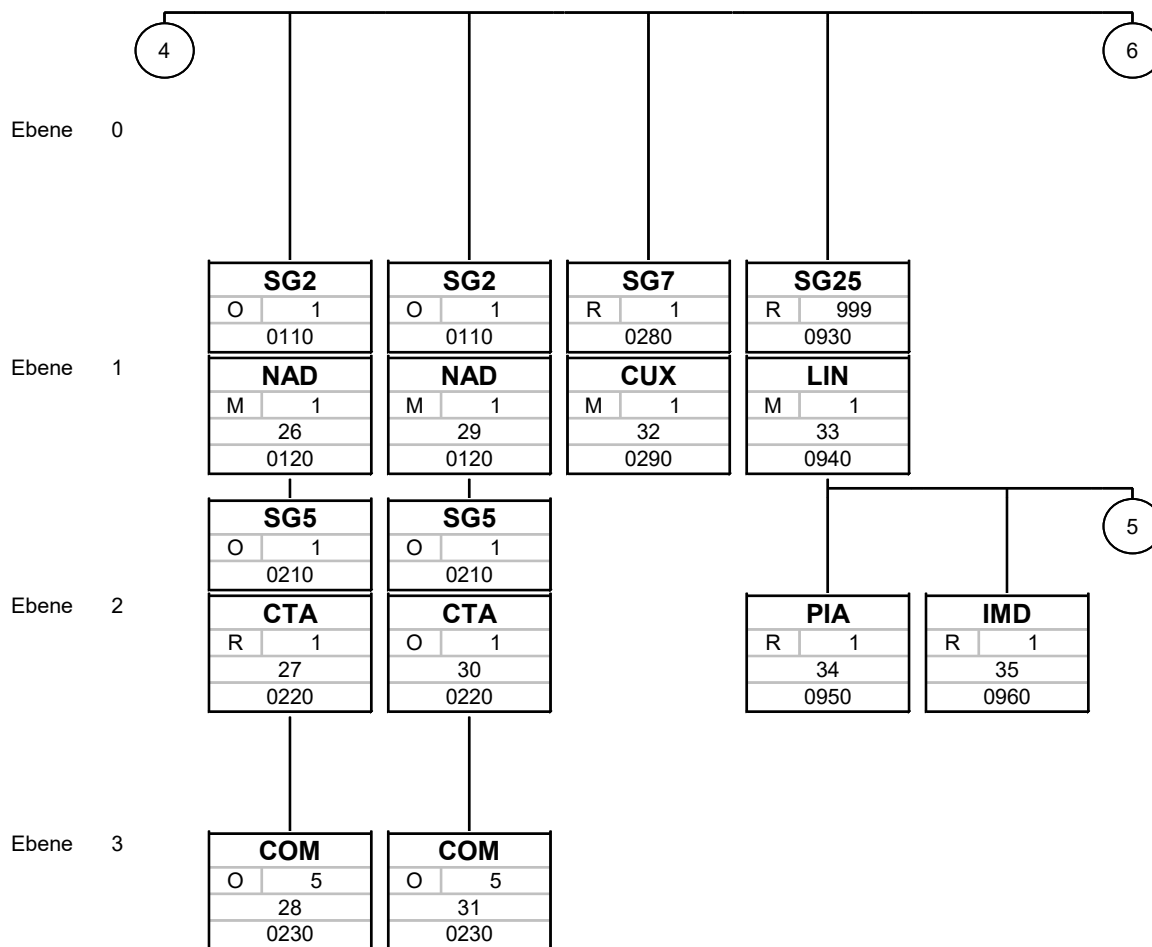 4 6
Ebene 0
SG2 SG2 SG7 SG25
O 1 O 1 R 1 R 999
0110 0110 0280 0930
Ebene 1 NAD NAD CUX LIN
M 1 M 1 M 1 M 1
26 29 32 33
0120 0120 0290 0940
SG5 SG5 5
O 1 O 1
0210 0210
Ebene 2 CTA CTA PIA IMD
R 1 O 1 R 1 R 1
27 30 34 35
0220 0220 0950 0960
Ebene 3 COM COM
O 5 O 5
28 31
0230 0230